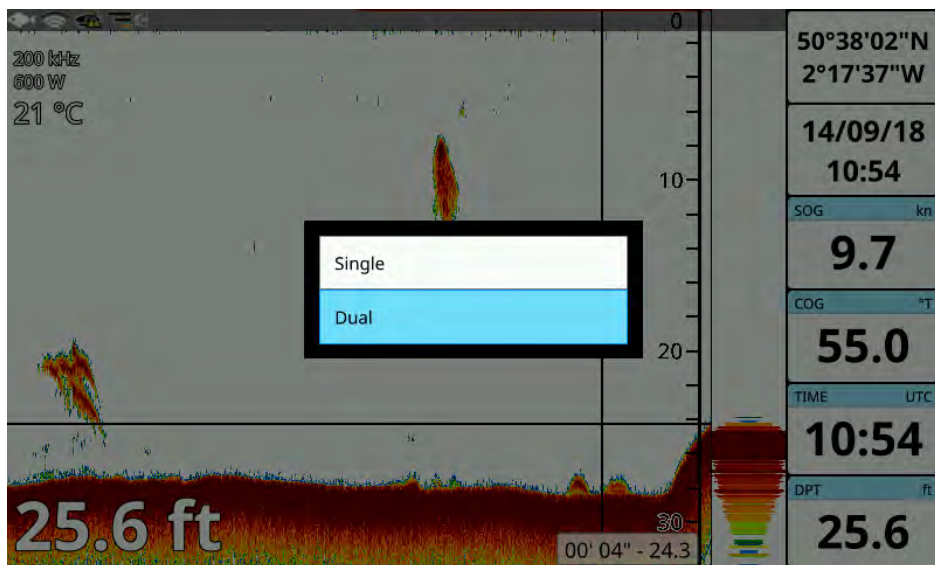 200 kHz
600 W
21 °C
0
10
20
30
Single
Dual
25.6 ft
00' 04" - 24.3
50°38'02"N
2°17'37"W
14/09/18
10:54
SOG kn
9.7
COG °T
55.0
TIME UTC
10:54
DPT ft
25.6